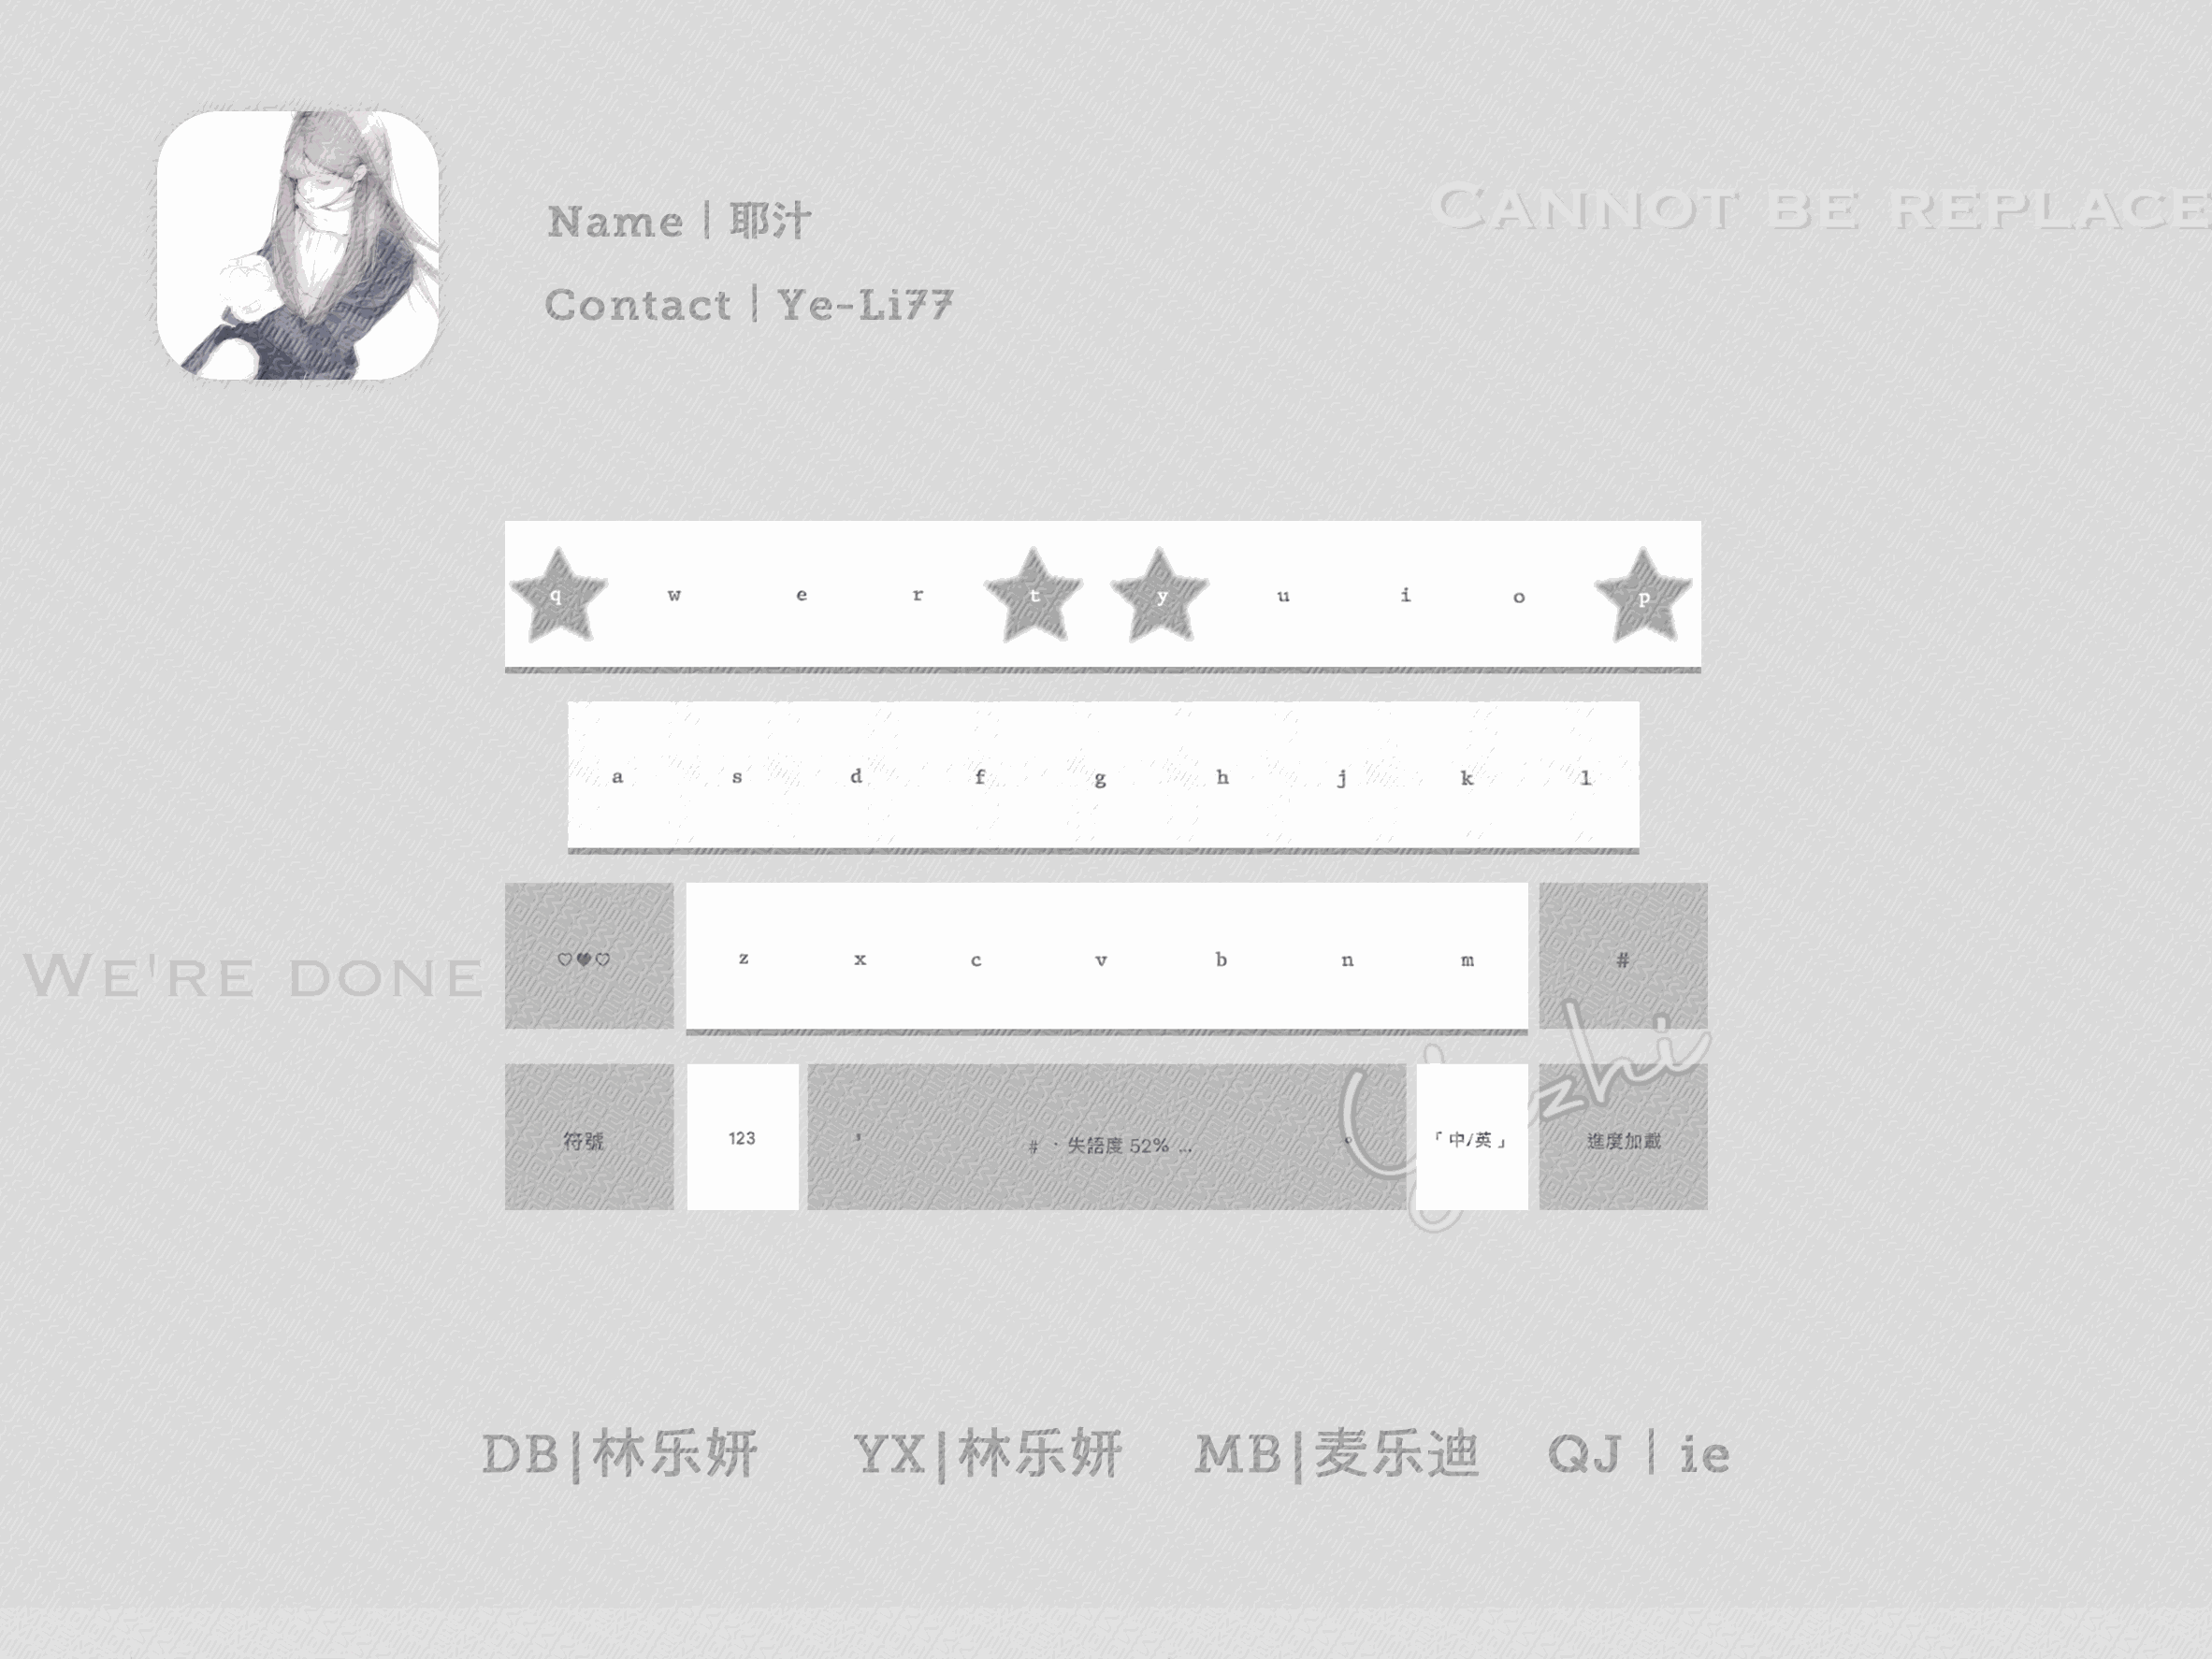 CANNOT BE REPLACE
Name | 耶汁
Contact | Ye-Li77
q w e r t y u i o p
a s d f g h j k l
WE'RE DONE
♡♥♡ z x c v b n m #
符號 123 , # · 失語度 52% ... 。 「中/英」 進度加載
DB|林乐妍 YX|林乐妍 MB|麦乐迪 QJ | ie